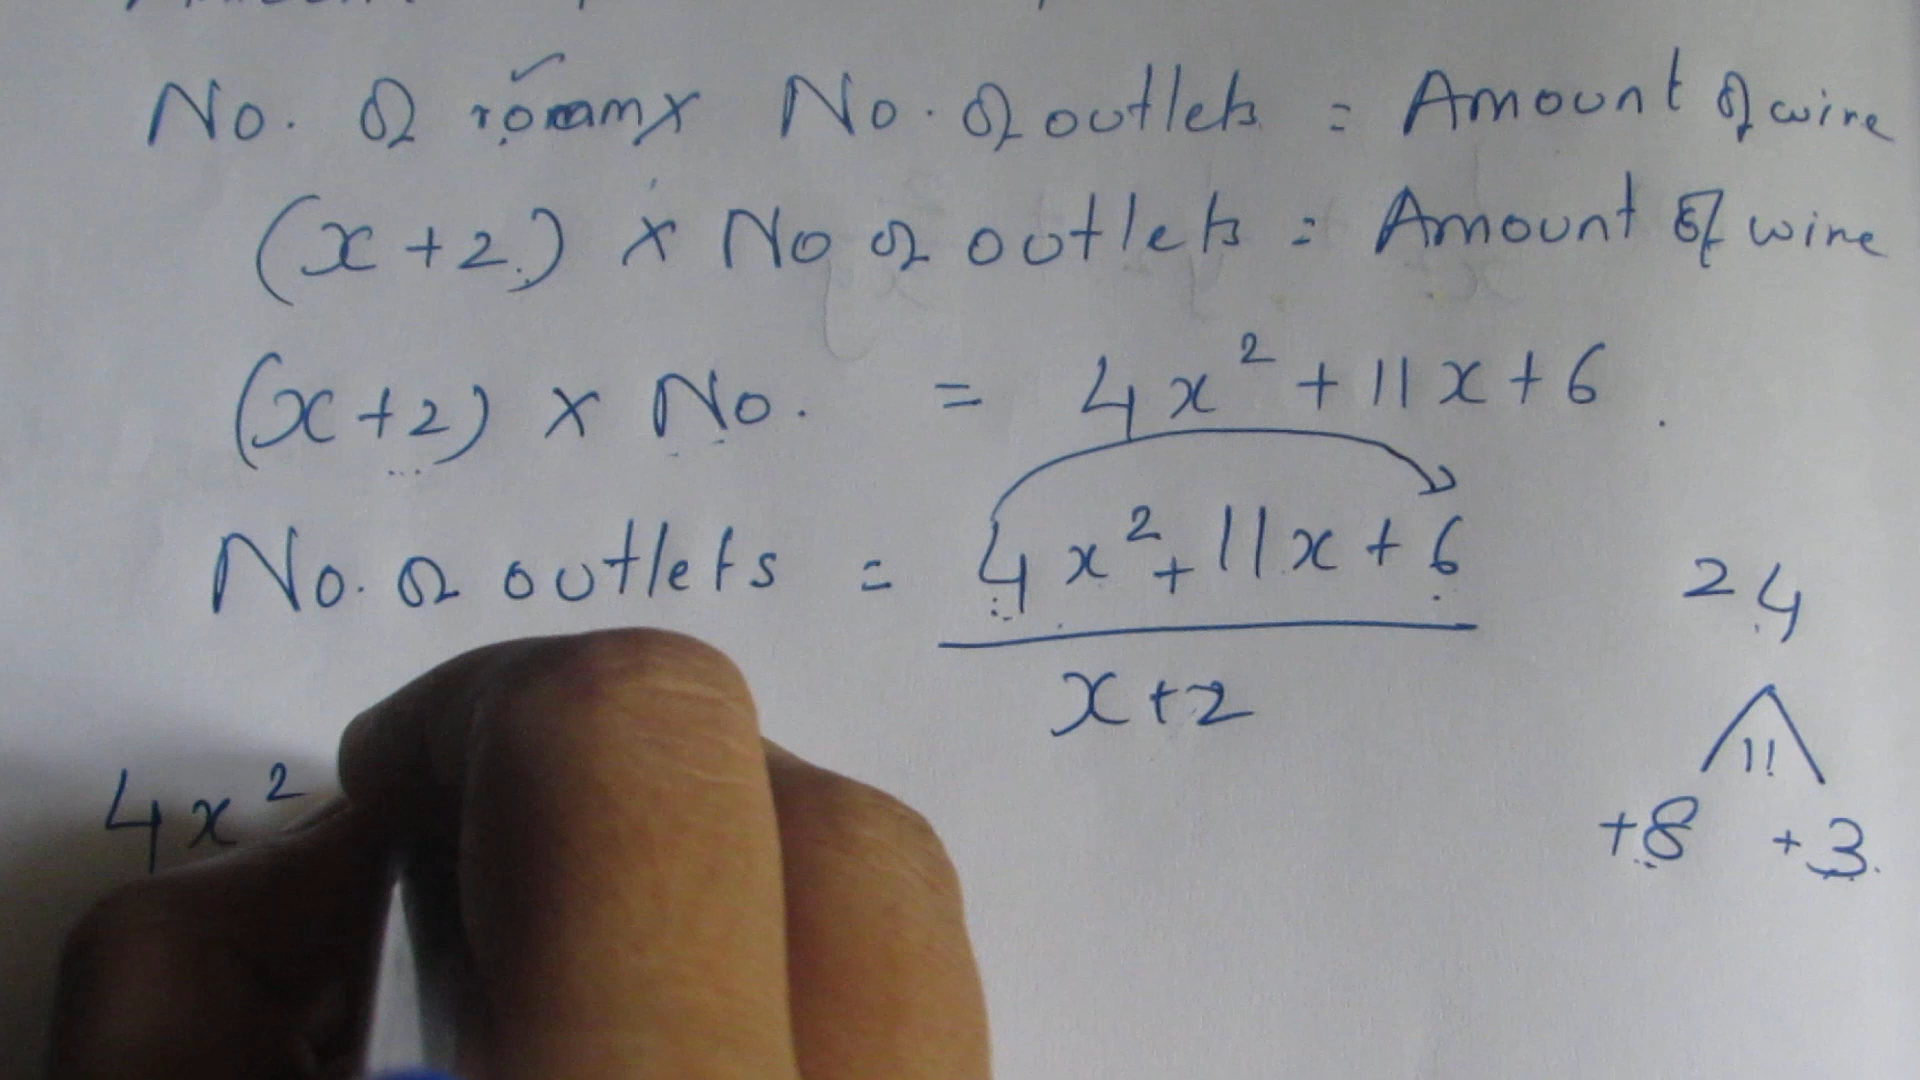 No. of room x No. of outlets = Amount of wire
(x+2) x No of outlets = Amount of wire
(x+2) x No. = 4x² + 11x + 6
No. of outlets = 4x² + 11x + 6
x+2
24
11
+8 +3
4x²